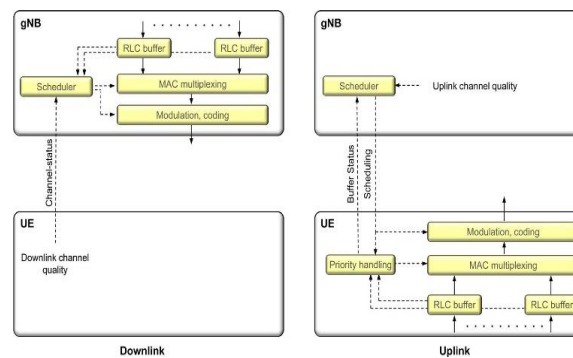 gNB
RLC buffer
RLC buffer
Scheduler
MAC multiplexing
Modulation, coding
Channel-status
UE
Downlink channel
quality
Downlink
gNB
Scheduler
Uplink channel quality
Buffer Status
Scheduling
UE
Modulation, coding
Priority handling
MAC multiplexing
RLC buffer
RLC buffer
Uplink